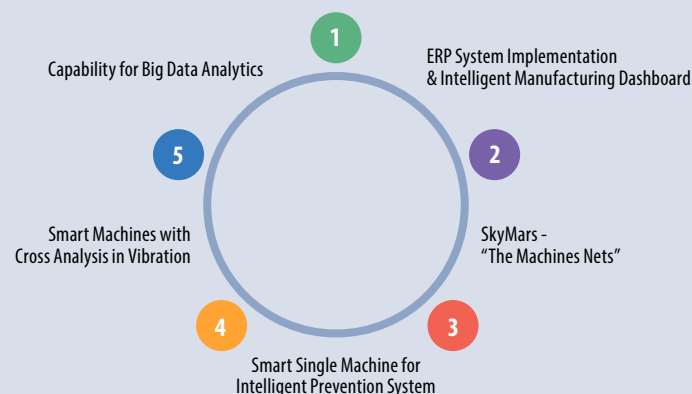 1
ERP System Implementation
& Intelligent Manufacturing Dashboard
2
SkyMars -
“The Machines Nets”
3
Smart Single Machine for
Intelligent Prevention System
4
Smart Machines with
Cross Analysis in Vibration
5
Capability for Big Data Analytics